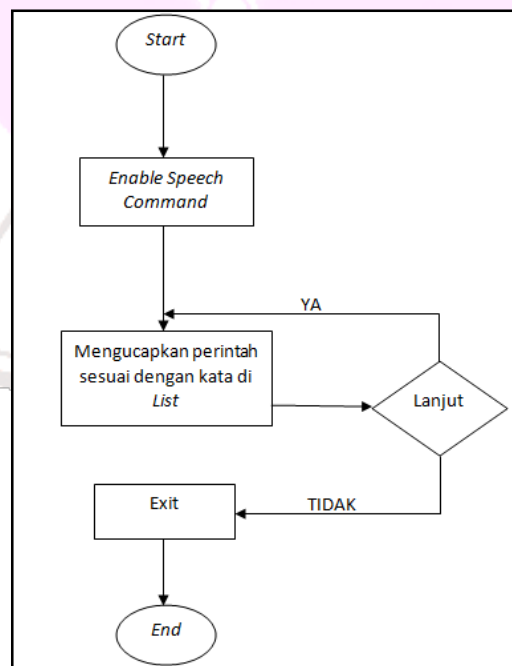 Start
Enable Speech
Command
YA
Mengucapkan perintah
sesuai dengan kata di
List
Lanjut
Exit
TIDAK
End